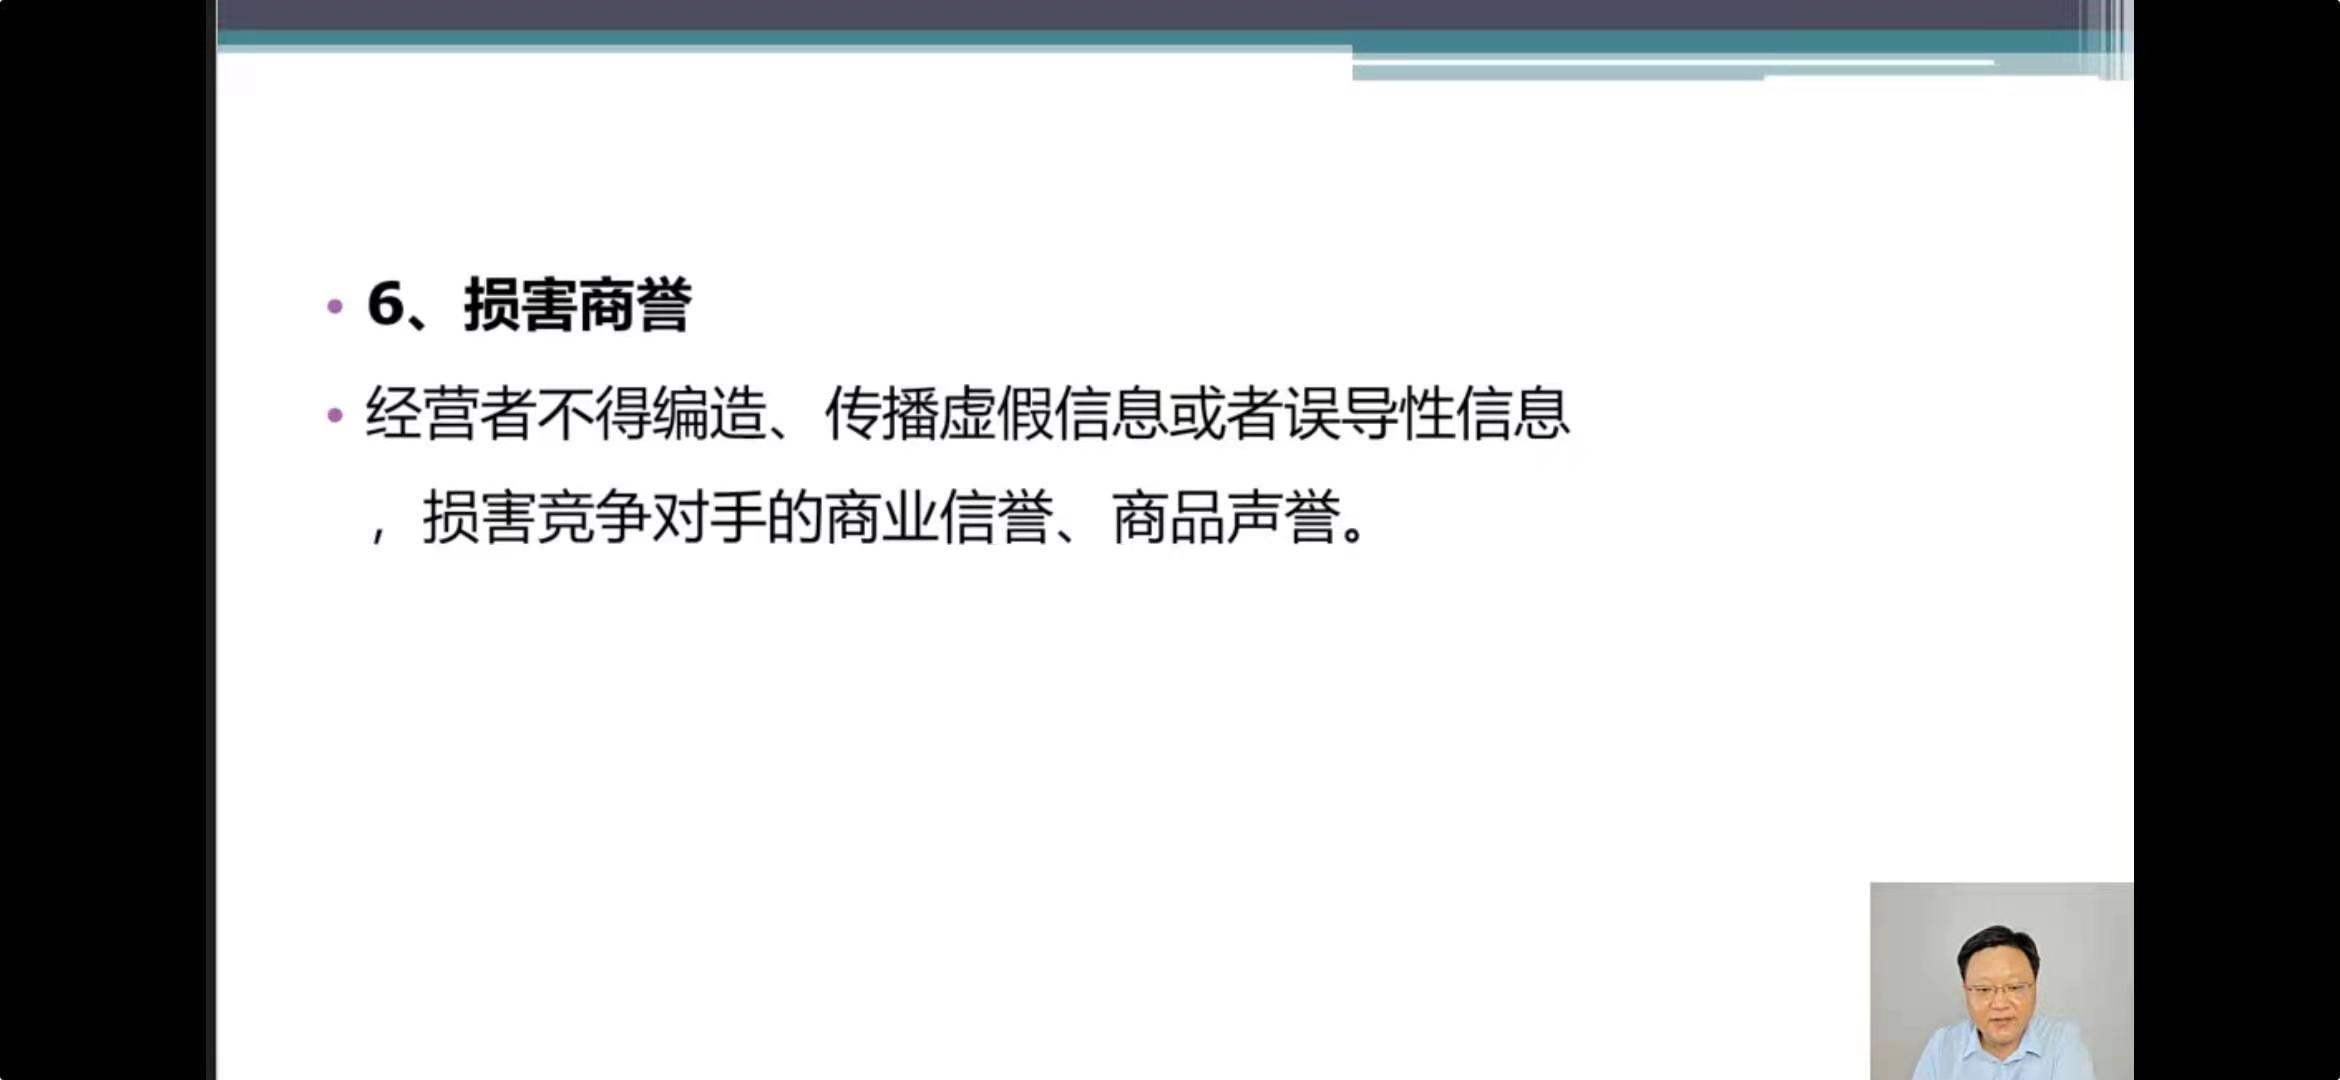 • 6、损害商誉
• 经营者不得编造、传播虚假信息或者误导性信息
，损害竞争对手的商业信誉、商品声誉。